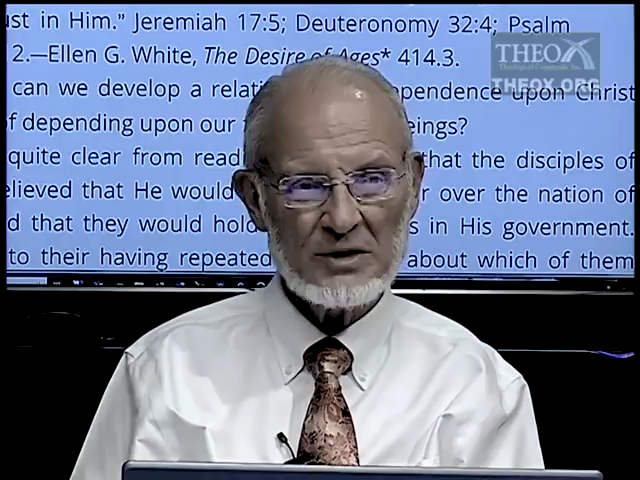 ust in Him." Jeremiah 17:5; Deuteronomy 32:4; Psalm
2.—Ellen G. White, The Desire of Ages* 414.3.
can we develop a relati pendence upon Christ
f depending upon our eings?
quite clear from read that the disciples of
elieved that He would r over the nation of
d that they would hold s in His government.
to their having repeated about which of them
THEOX
THEOX.ORG